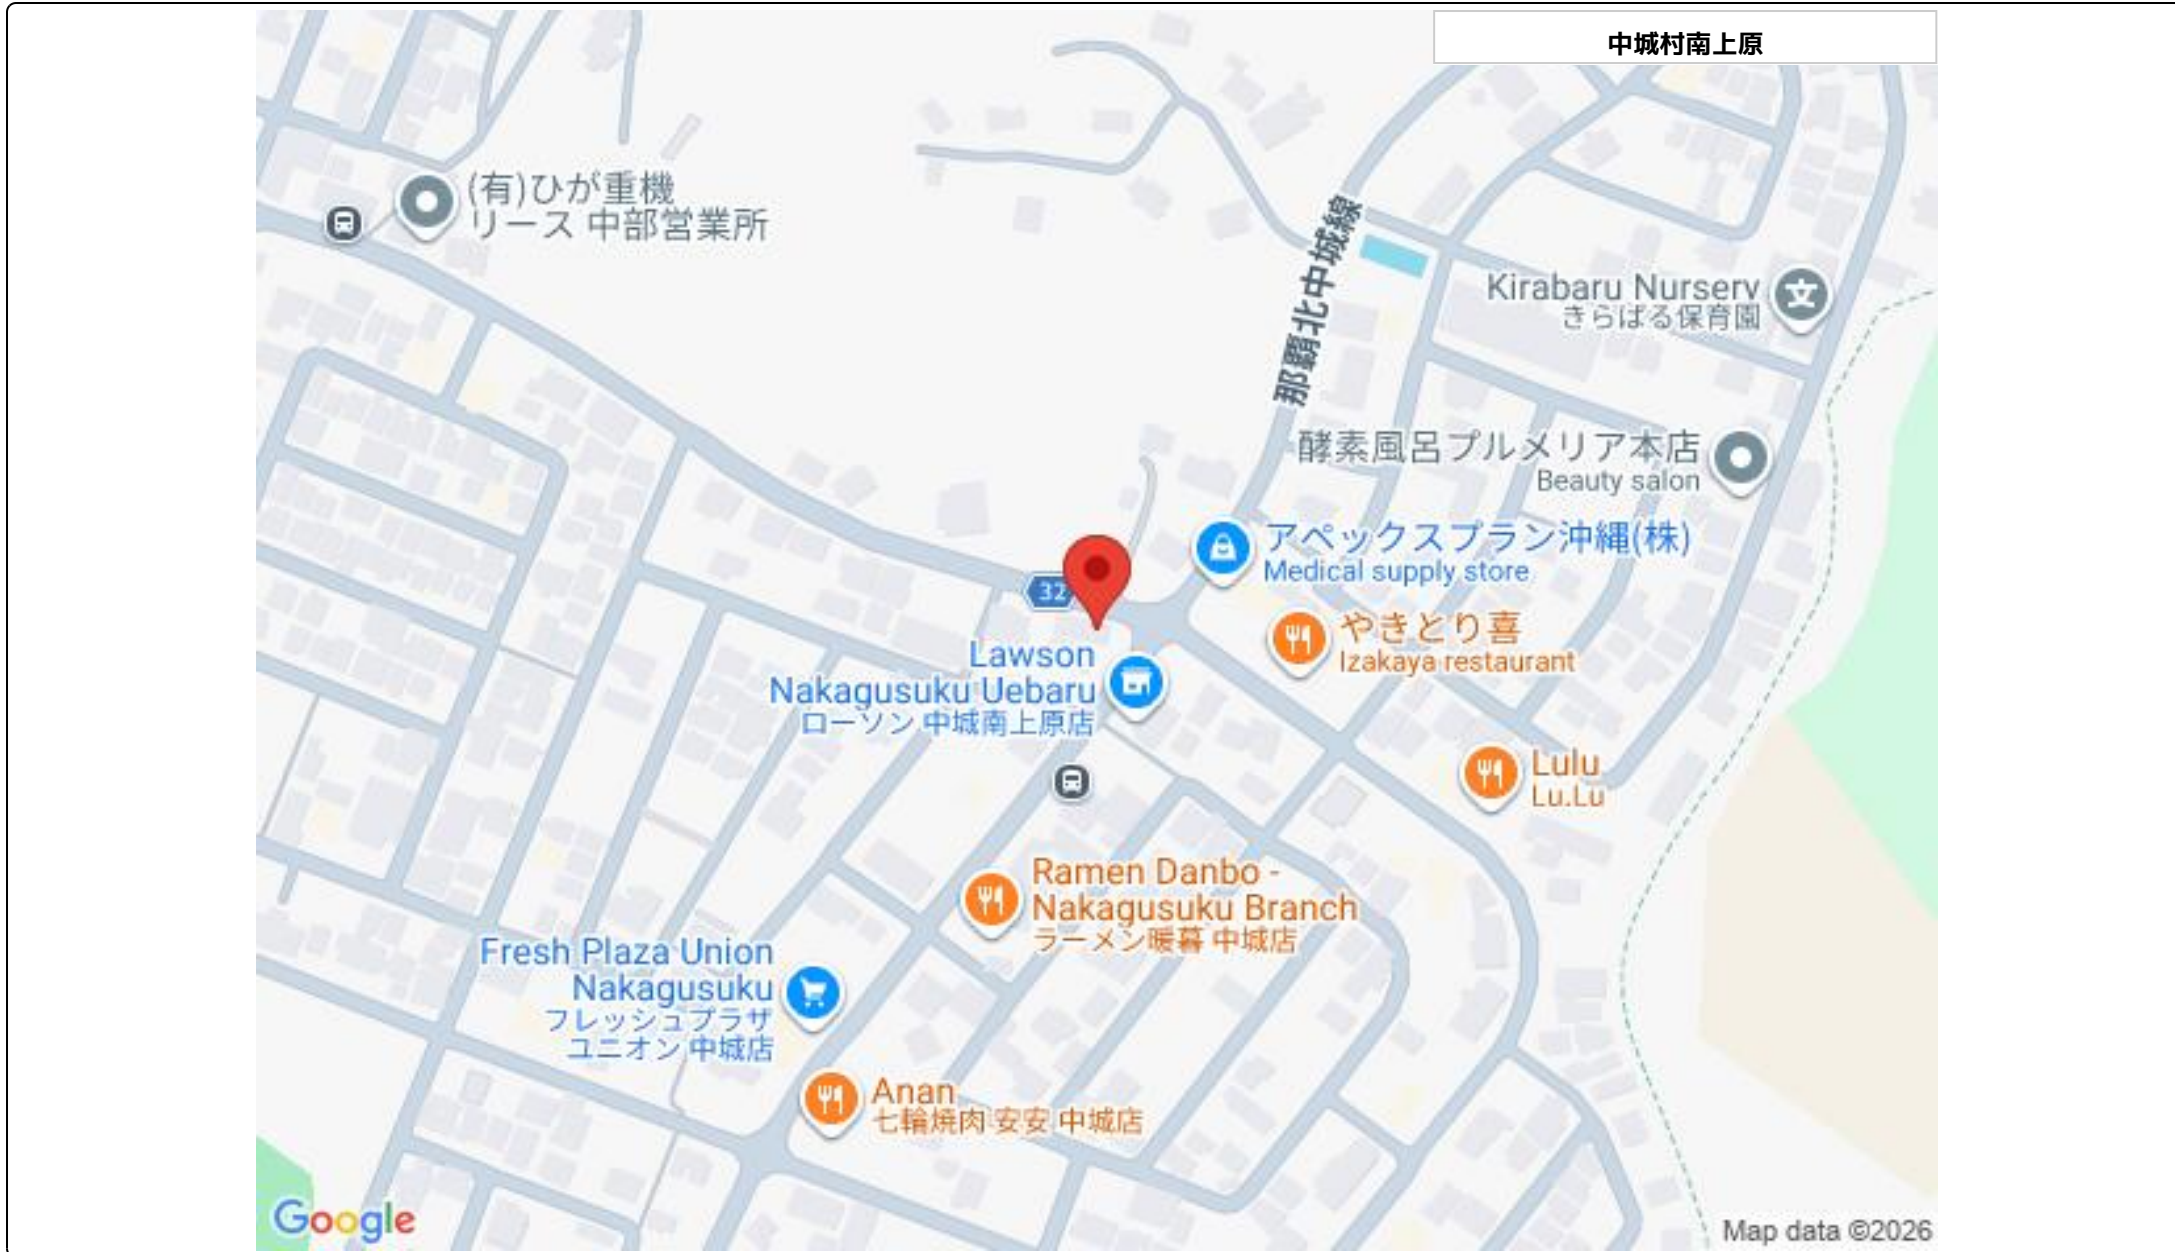 中城村南上原
(有)ひが重機
リース 中部営業所
那覇北中城線
Kirabaru Nurserv
きらばる保育園
酵素風呂プルメリア本店
Beauty salon
アペックスプラン沖縄(株)
Medical supply store
32
やきとり喜
Izakaya restaurant
Lawson
Nakagusuku Uebaru
ローソン 中城南上原店
Lulu
Lu.Lu
Ramen Danbo -
Nakagusuku Branch
ラーメン暖暮 中城店
Fresh Plaza Union
Nakagusuku
フレッシュプラザ
ユニオン 中城店
Anan
七輪焼肉 安安 中城店
Google
Map data ©2026